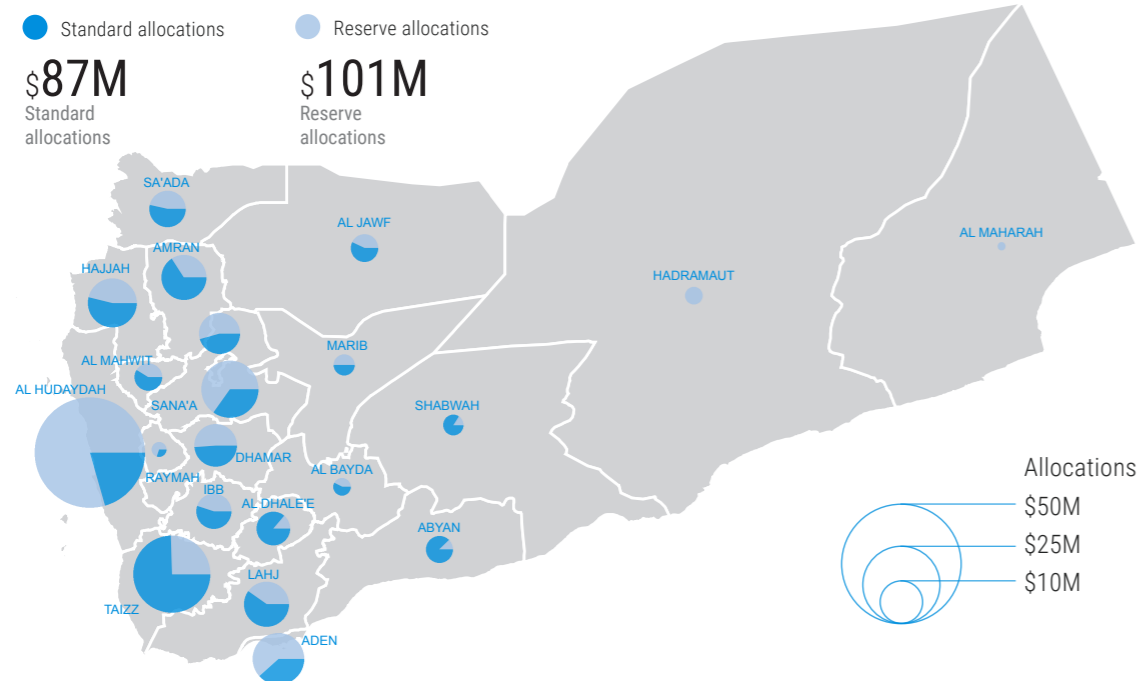 Standard allocations
Reserve allocations
$87M
Standard
allocations
$101M
Reserve
allocations
SA'ADA
AL JAWF
AL MAHARAH
AMRAN
HAJJAH
HADRAMAUT
MARIB
AL MAHWIT
AL HUDAYDAH
SANA'A
SHABWAH
DHAMAR
AL BAYDA
RAYMAH
IBB
AL DHALE'E
ABYAN
LAHJ
TAIZZ
ADEN
Allocations
$50M
$25M
$10M